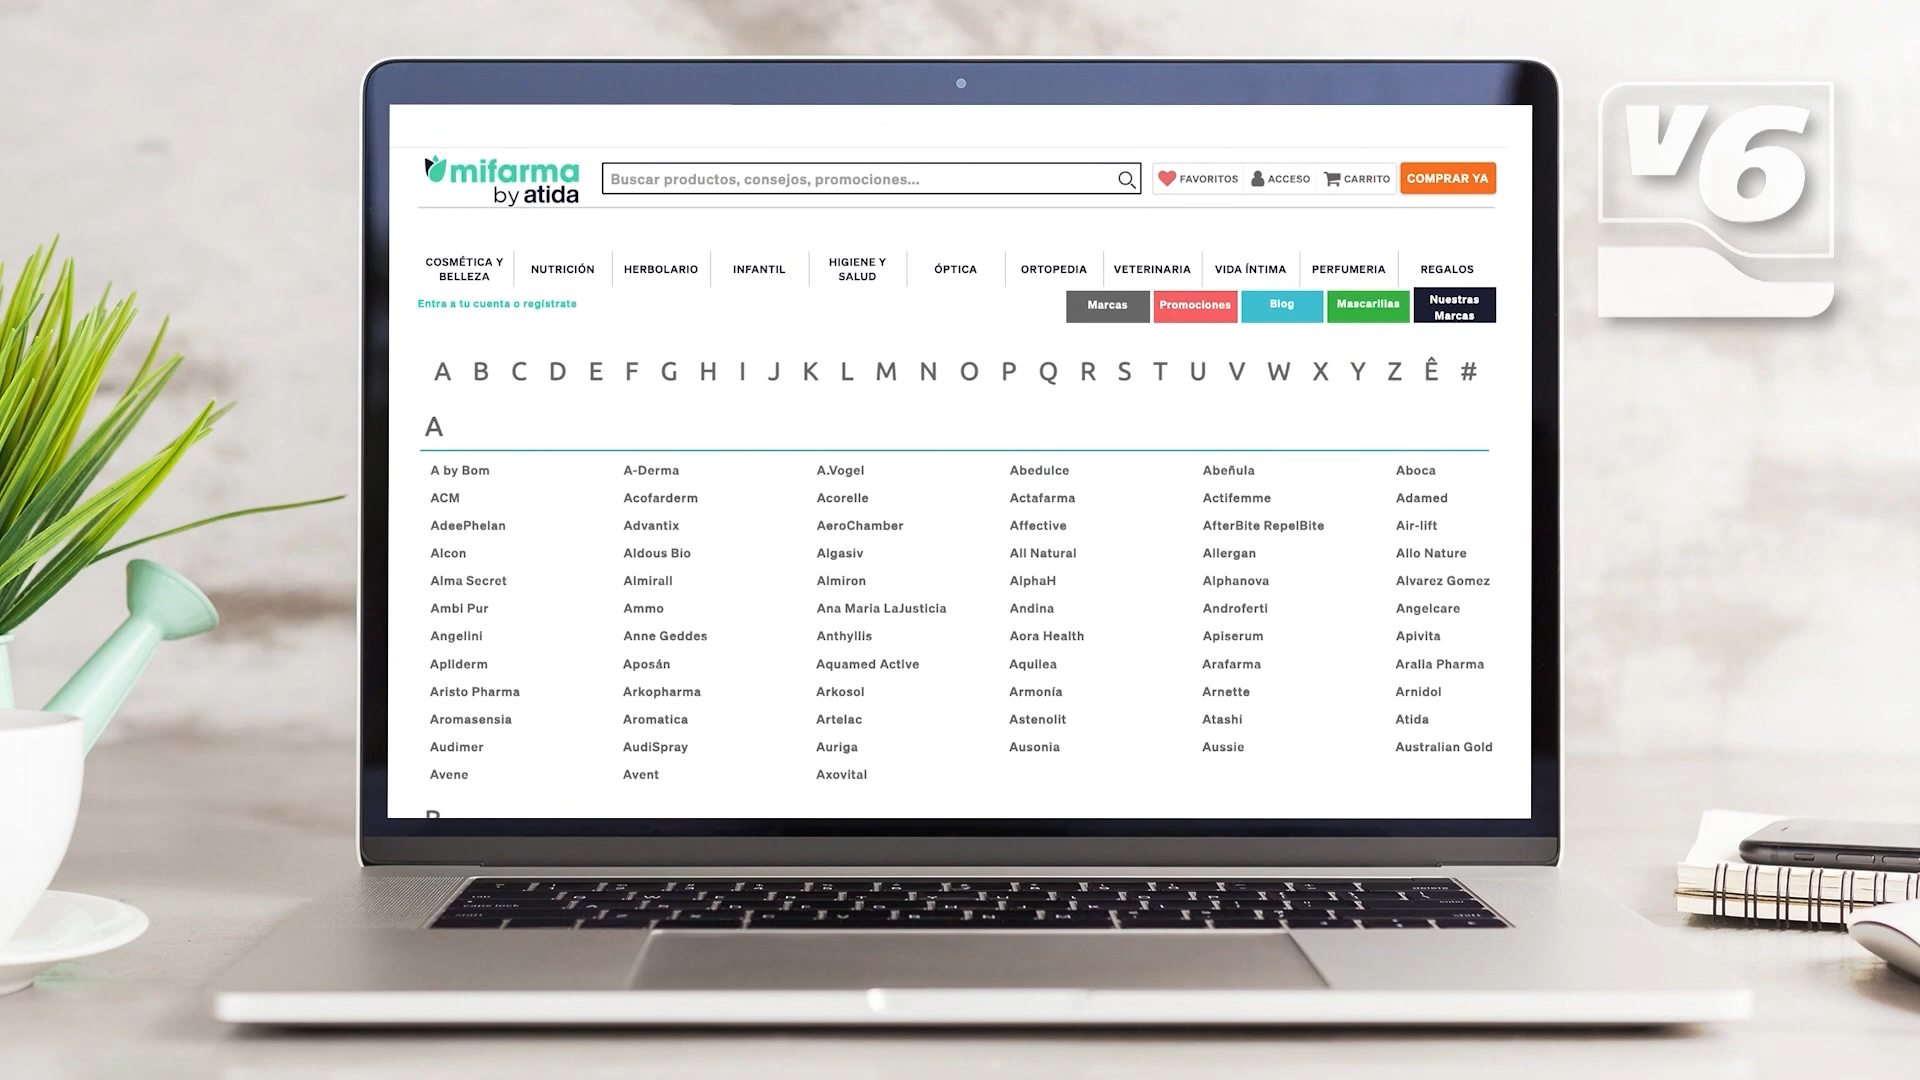 v6
mifarma
by atida
Buscar productos, consejos, promociones...
FAVORITOS
ACCESO
CARRITO
COMPRAR YA
COSMÉTICA Y
BELLEZA
NUTRICIÓN
HERBOLARIO
INFANTIL
HIGIENE Y
SALUD
ÓPTICA
ORTOPEDIA
VETERINARIA
VIDA ÍNTIMA
PERFUMERIA
REGALOS
Entra a tu cuenta o regístrate
Marcas
Promociones
Blog
Mascarillas
Nuestras
Marcas
A B C D E F G H I J K L M N O P Q R S T U V W X Y Z Ê #
A
A by Bom A-Derma A.Vogel Abedulce Abeñula Aboca
ACM Acofarderm Acorelle Actafarma Actifemme Adamed
AdeePhelan Advantix AeroChamber Affective AfterBite RepelBite Air-lift
Alcon Aldous Bio Algasiv All Natural Allergan Allo Nature
Alma Secret Almirall Almiron AlphaH Alphanova Alvarez Gomez
Ambi Pur Ammo Ana Maria LaJusticia Andina Androferti Angelcare
Angelini Anne Geddes Anthyllis Aora Health Apiserum Apivita
Apliderm Aposán Aquamed Active Aquilea Arafarma Aralia Pharma
Aristo Pharma Arkopharma Arkosol Armonía Arnette Arnidol
Aromasensia Aromatica Artelac Astenolit Atashi Atida
Audimer AudiSpray Auriga Ausonia Aussie Australian Gold
Avene Avent Axovital